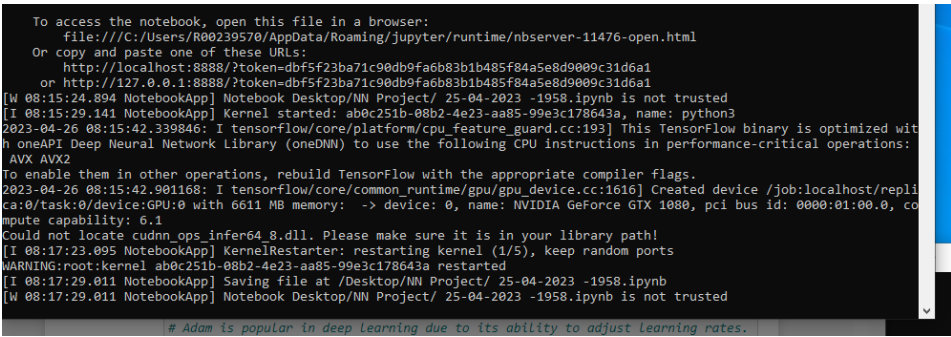 To access the notebook, open this file in a browser:
file:///C:/Users/R00239570/AppData/Roaming/jupyter/runtime/nbserver-11476-open.html
Or copy and paste one of these URLs:
http://localhost:8888/?token=dbf5f23ba71c90db9fa6b83b1b485f84a5e8d9009c31d6a1
or http://127.0.0.1:8888/?token=dbf5f23ba71c90db9fa6b83b1b485f84a5e8d9009c31d6a1
[W 08:15:24.894 NotebookApp] Notebook Desktop/NN Project/ 25-04-2023 -1958.ipynb is not trusted
[I 08:15:29.141 NotebookApp] Kernel started: ab0c251b-08b2-4e23-aa85-99e3c178643a, name: python3
2023-04-26 08:15:42.339846: I tensorflow/core/platform/cpu_feature_guard.cc:193] This TensorFlow binary is optimized wit
h oneAPI Deep Neural Network Library (oneDNN) to use the following CPU instructions in performance-critical operations:
AVX AVX2
To enable them in other operations, rebuild TensorFlow with the appropriate compiler flags.
2023-04-26 08:15:42.901168: I tensorflow/core/common_runtime/gpu/gpu_device.cc:1616] Created device /job:localhost/repli
ca:0/task:0/device:GPU:0 with 6611 MB memory:  -> device: 0, name: NVIDIA GeForce GTX 1080, pci bus id: 0000:01:00.0, co
mpute capability: 6.1
Could not locate cudnn_ops_infer64_8.dll. Please make sure it is in your library path!
[I 08:17:23.095 NotebookApp] KernelRestarter: restarting kernel (1/5), keep random ports
WARNING:root:kernel ab0c251b-08b2-4e23-aa85-99e3c178643a restarted
[I 08:17:29.011 NotebookApp] Saving file at /Desktop/NN Project/ 25-04-2023 -1958.ipynb
[W 08:17:29.011 NotebookApp] Notebook Desktop/NN Project/ 25-04-2023 -1958.ipynb is not trusted
# Adam is popular in deep learning due to its ability to adjust learning rates.